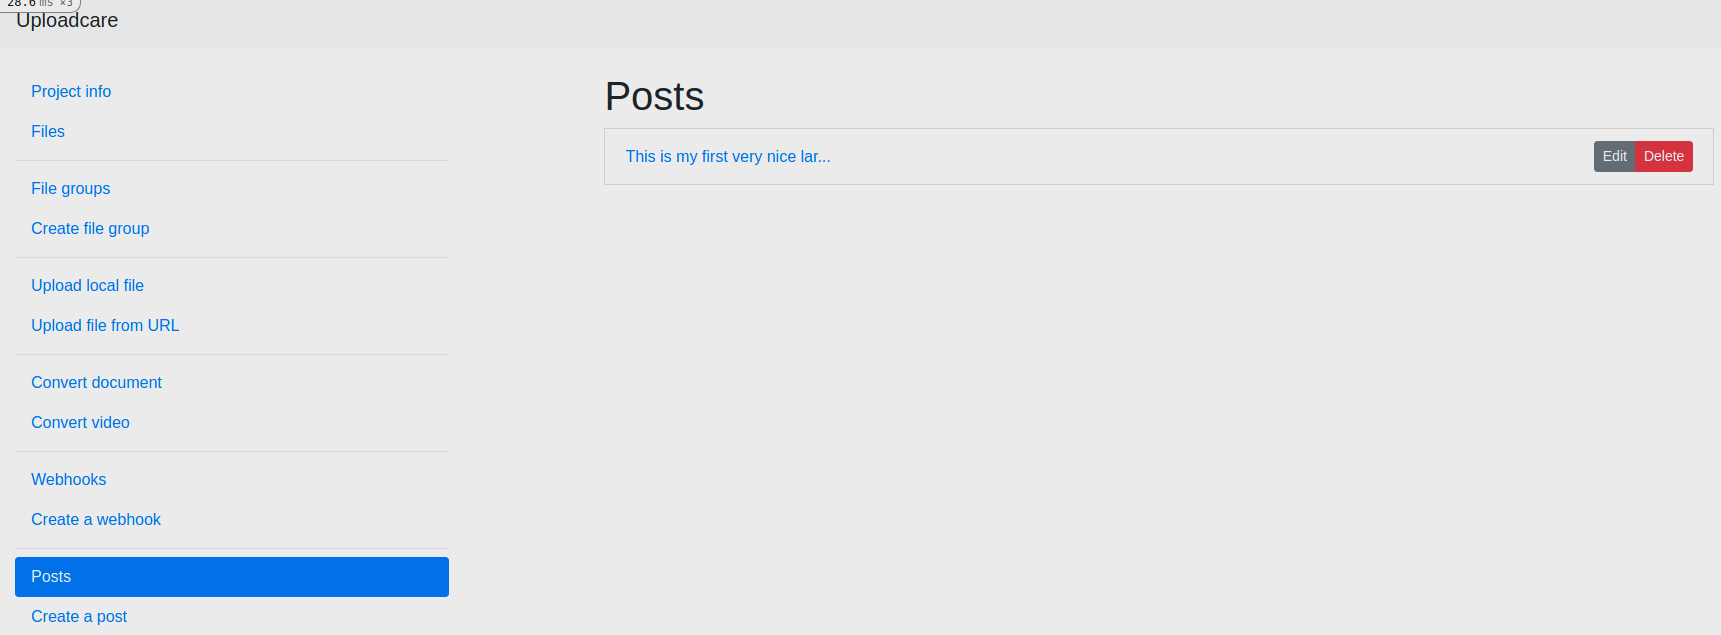 28.6 ms ×3
Uploadcare
Project info
Files
File groups
Create file group
Upload local file
Upload file from URL
Convert document
Convert video
Webhooks
Create a webhook
Posts
Create a post
Posts
This is my first very nice lar...
Edit Delete